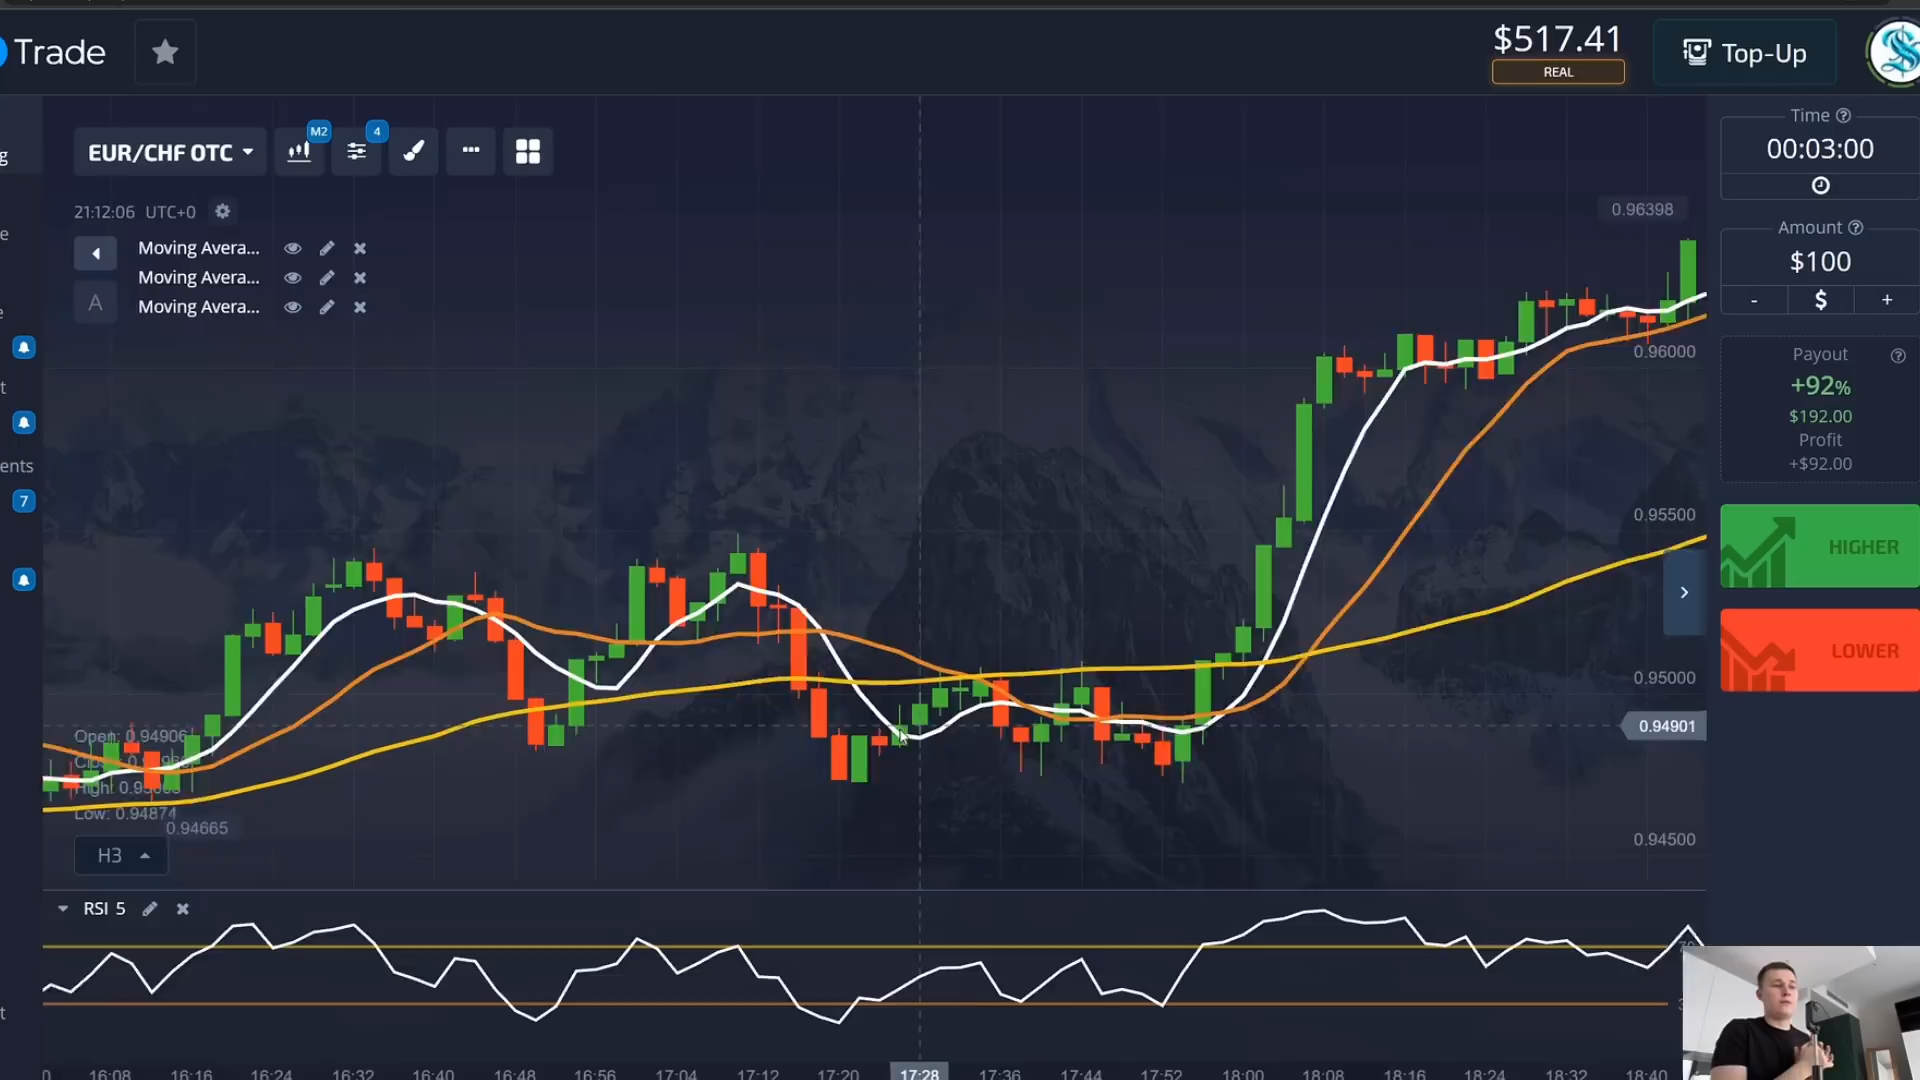 Trade
$517.41
REAL
Top-Up
EUR/CHF OTC
M2
4
21:12:06 UTC+0
Moving Avera...
Moving Avera...
Moving Avera...
A
g
e
e
t
ents
7
t
0.96398
0.96000
0.95500
0.95000
0.94901
0.94500
Time
00:03:00
Amount
$100
- $ +
Payout
+92%
$192.00
Profit
+$92.00
HIGHER
LOWER
Open: 0.94906
High:
Low: 0.94874
0.94665
H3
RSI 5
0 16:08 16:16 16:24 16:32 16:40 16:48 16:56 17:04 17:12 17:20 17:28 17:36 17:44 17:52 18:00 18:08 18:16 18:24 18:32 18:40